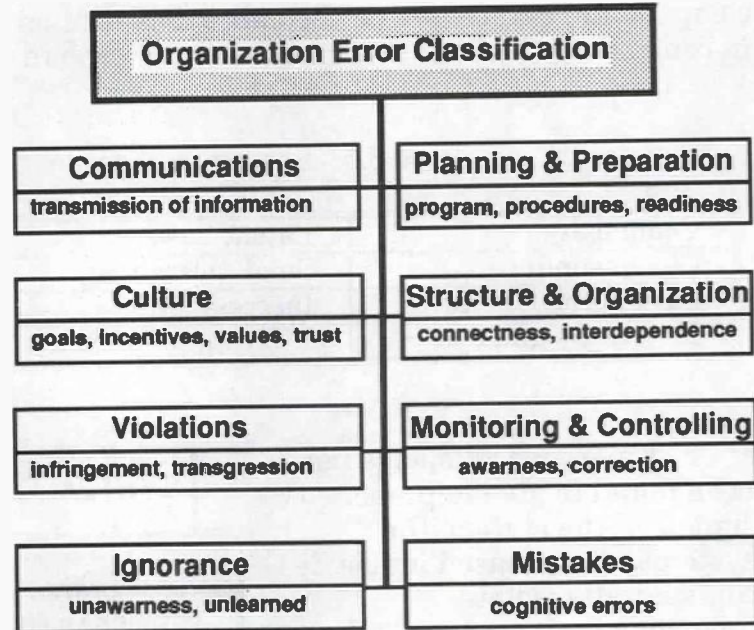 Organization Error Classification
Communications
transmission of information
Planning & Preparation
program, procedures, readiness
Culture
goals, incentives, values, trust
Structure & Organization
connectness, interdependence
Violations
infringement, transgression
Monitoring & Controlling
awarness, correction
Ignorance
unawarness, unlearned
Mistakes
cognitive errors